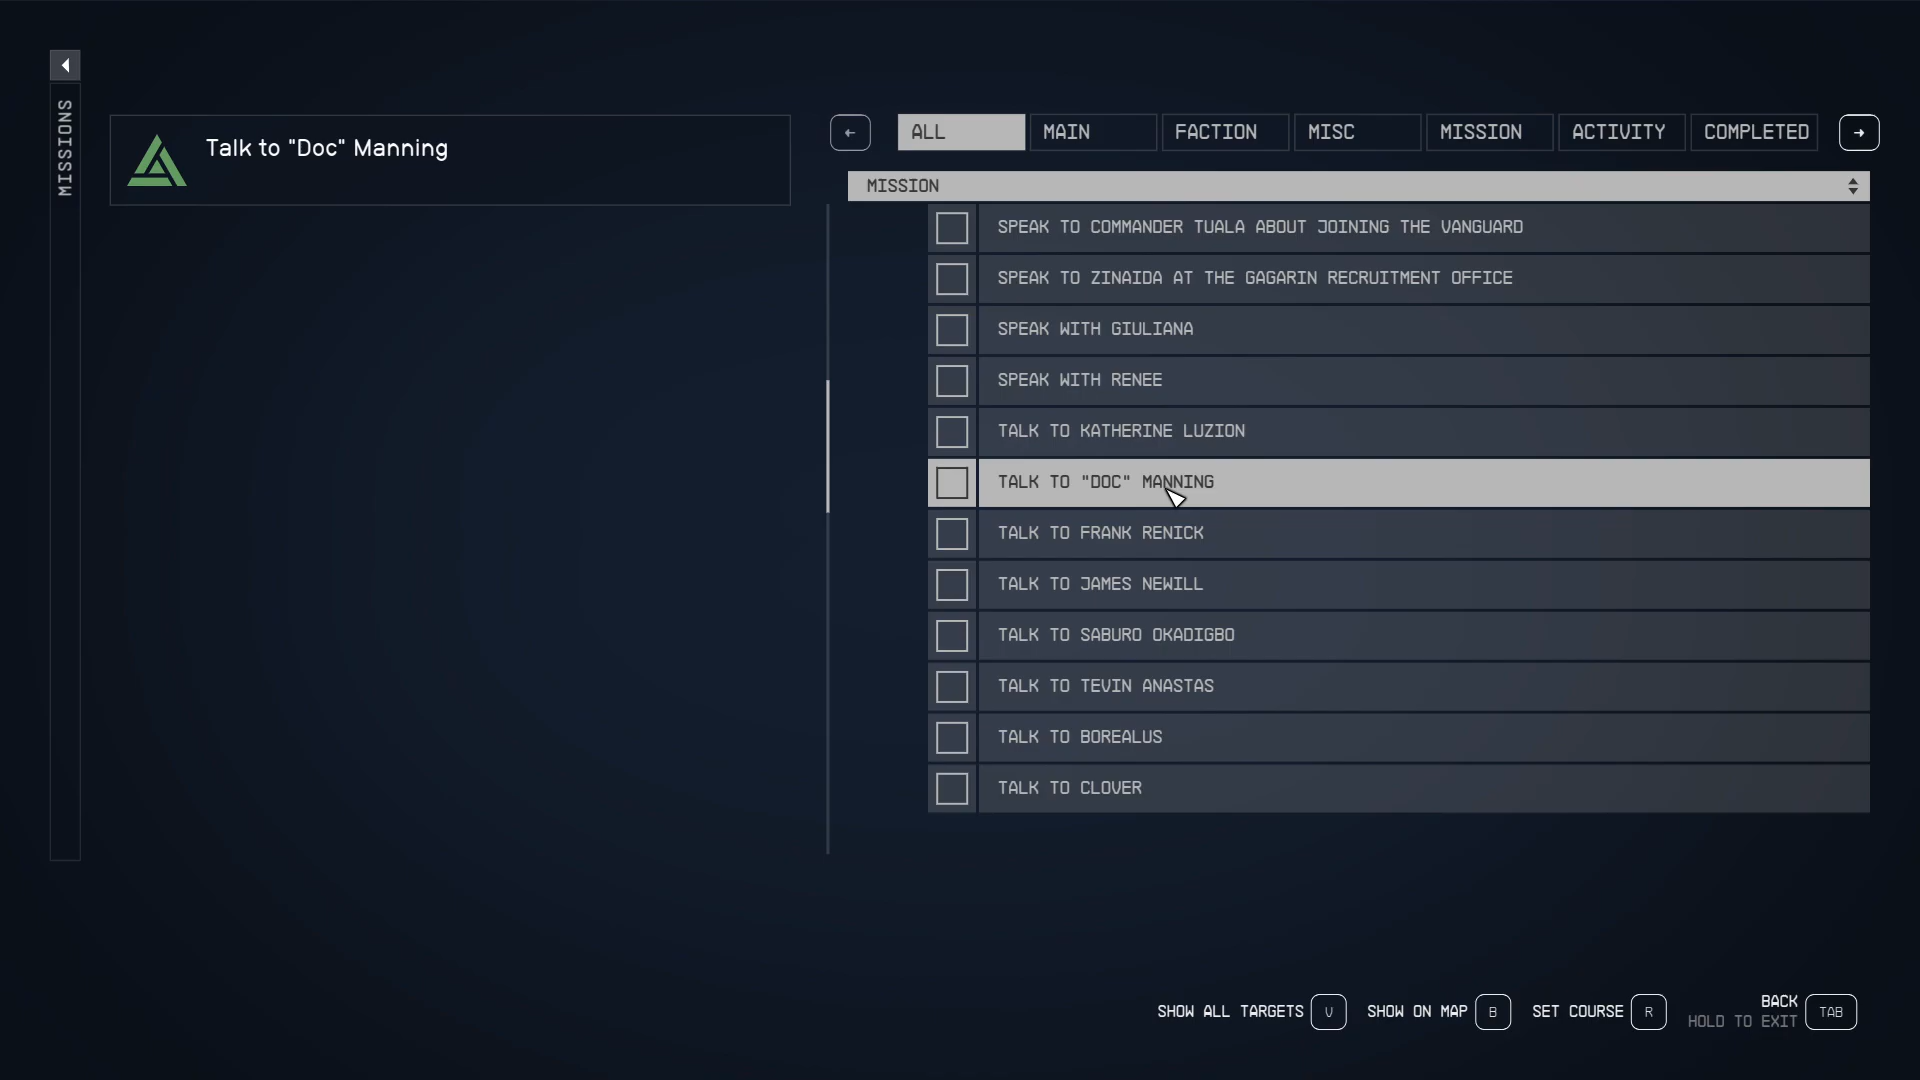 MISSIONS
Talk to "Doc" Manning
ALL MAIN FACTION MISC MISSION ACTIVITY COMPLETED
MISSION
SPEAK TO COMMANDER TUALA ABOUT JOINING THE VANGUARD
SPEAK TO ZINAIDA AT THE GAGARIN RECRUITMENT OFFICE
SPEAK WITH GIULIANA
SPEAK WITH RENEE
TALK TO KATHERINE LUZION
TALK TO "DOC" MANNING
TALK TO FRANK RENICK
TALK TO JAMES NEWILL
TALK TO SABURO OKADIGBO
TALK TO TEVIN ANASTAS
TALK TO BOREALUS
TALK TO CLOVER
SHOW ALL TARGETS V SHOW ON MAP B SET COURSE R BACK TAB
HOLD TO EXIT